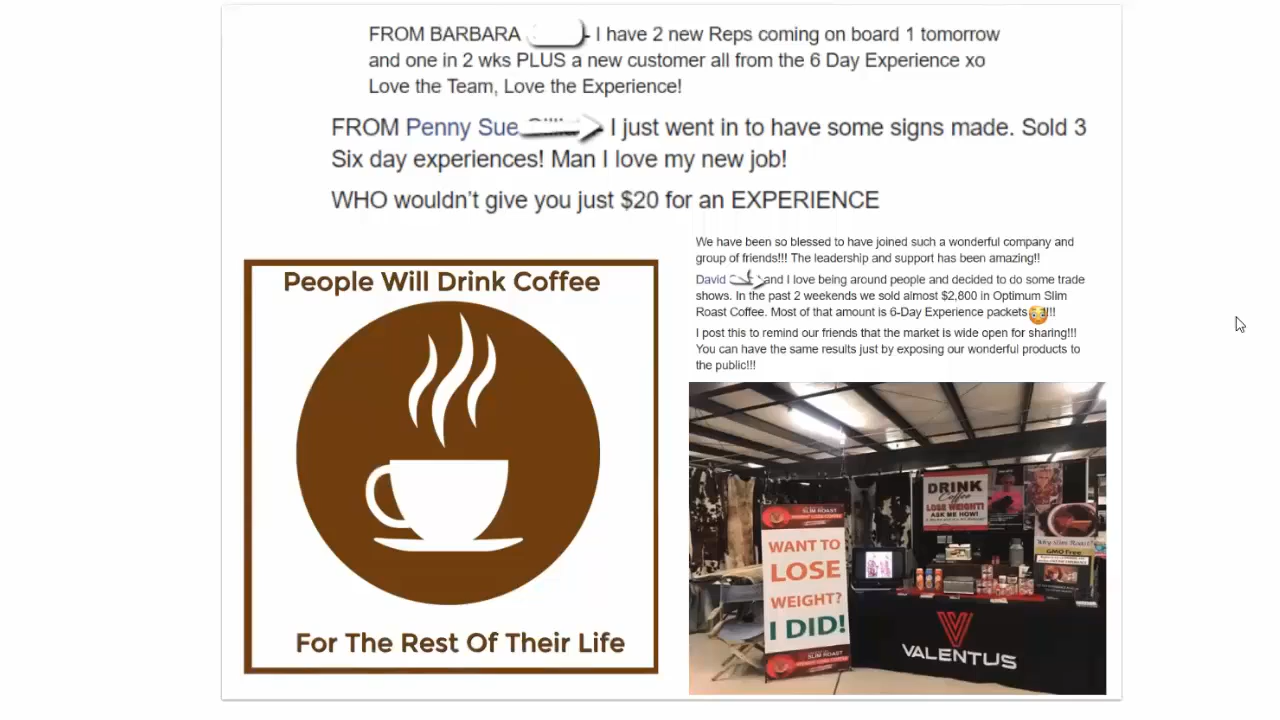 FROM BARBARA - I have 2 new Reps coming on board 1 tomorrow
and one in 2 wks PLUS a new customer all from the 6 Day Experience xo
Love the Team, Love the Experience!
FROM Penny Sue I just went in to have some signs made. Sold 3
Six day experiences! Man I love my new job!
WHO wouldn't give you just $20 for an EXPERIENCE
People Will Drink Coffee
For The Rest Of Their Life
We have been so blessed to have joined such a wonderful company and
group of friends!!! The leadership and support has been amazing!!
David and I love being around people and decided to do some trade
shows. In the past 2 weekends we sold almost $2,800 in Optimum Slim
Roast Coffee. Most of that amount is 6-Day Experience packets !!!
I post this to remind our friends that the market is wide open for sharing!!!
You can have the same results just by exposing our wonderful products to
the public!!!
SLIM ROAST
WANT TO
LOSE
WEIGHT?
I DID!
SLIM ROAST
DRINK
Coffee
LOSE WEIGHT!
ASK ME HOW!
Why Slim Roast?
GMO free
VALENTUS